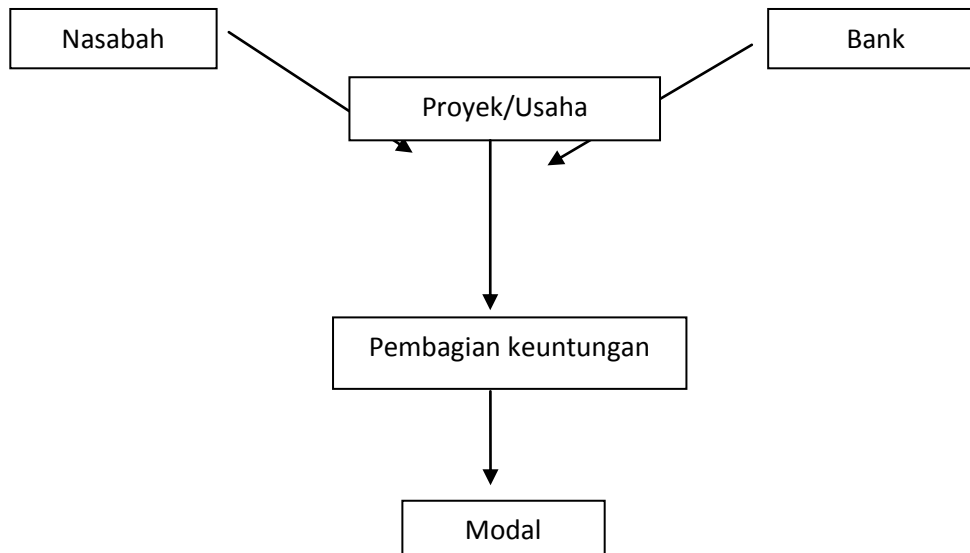 Nasabah
Bank
Proyek/Usaha
Pembagian keuntungan
Modal